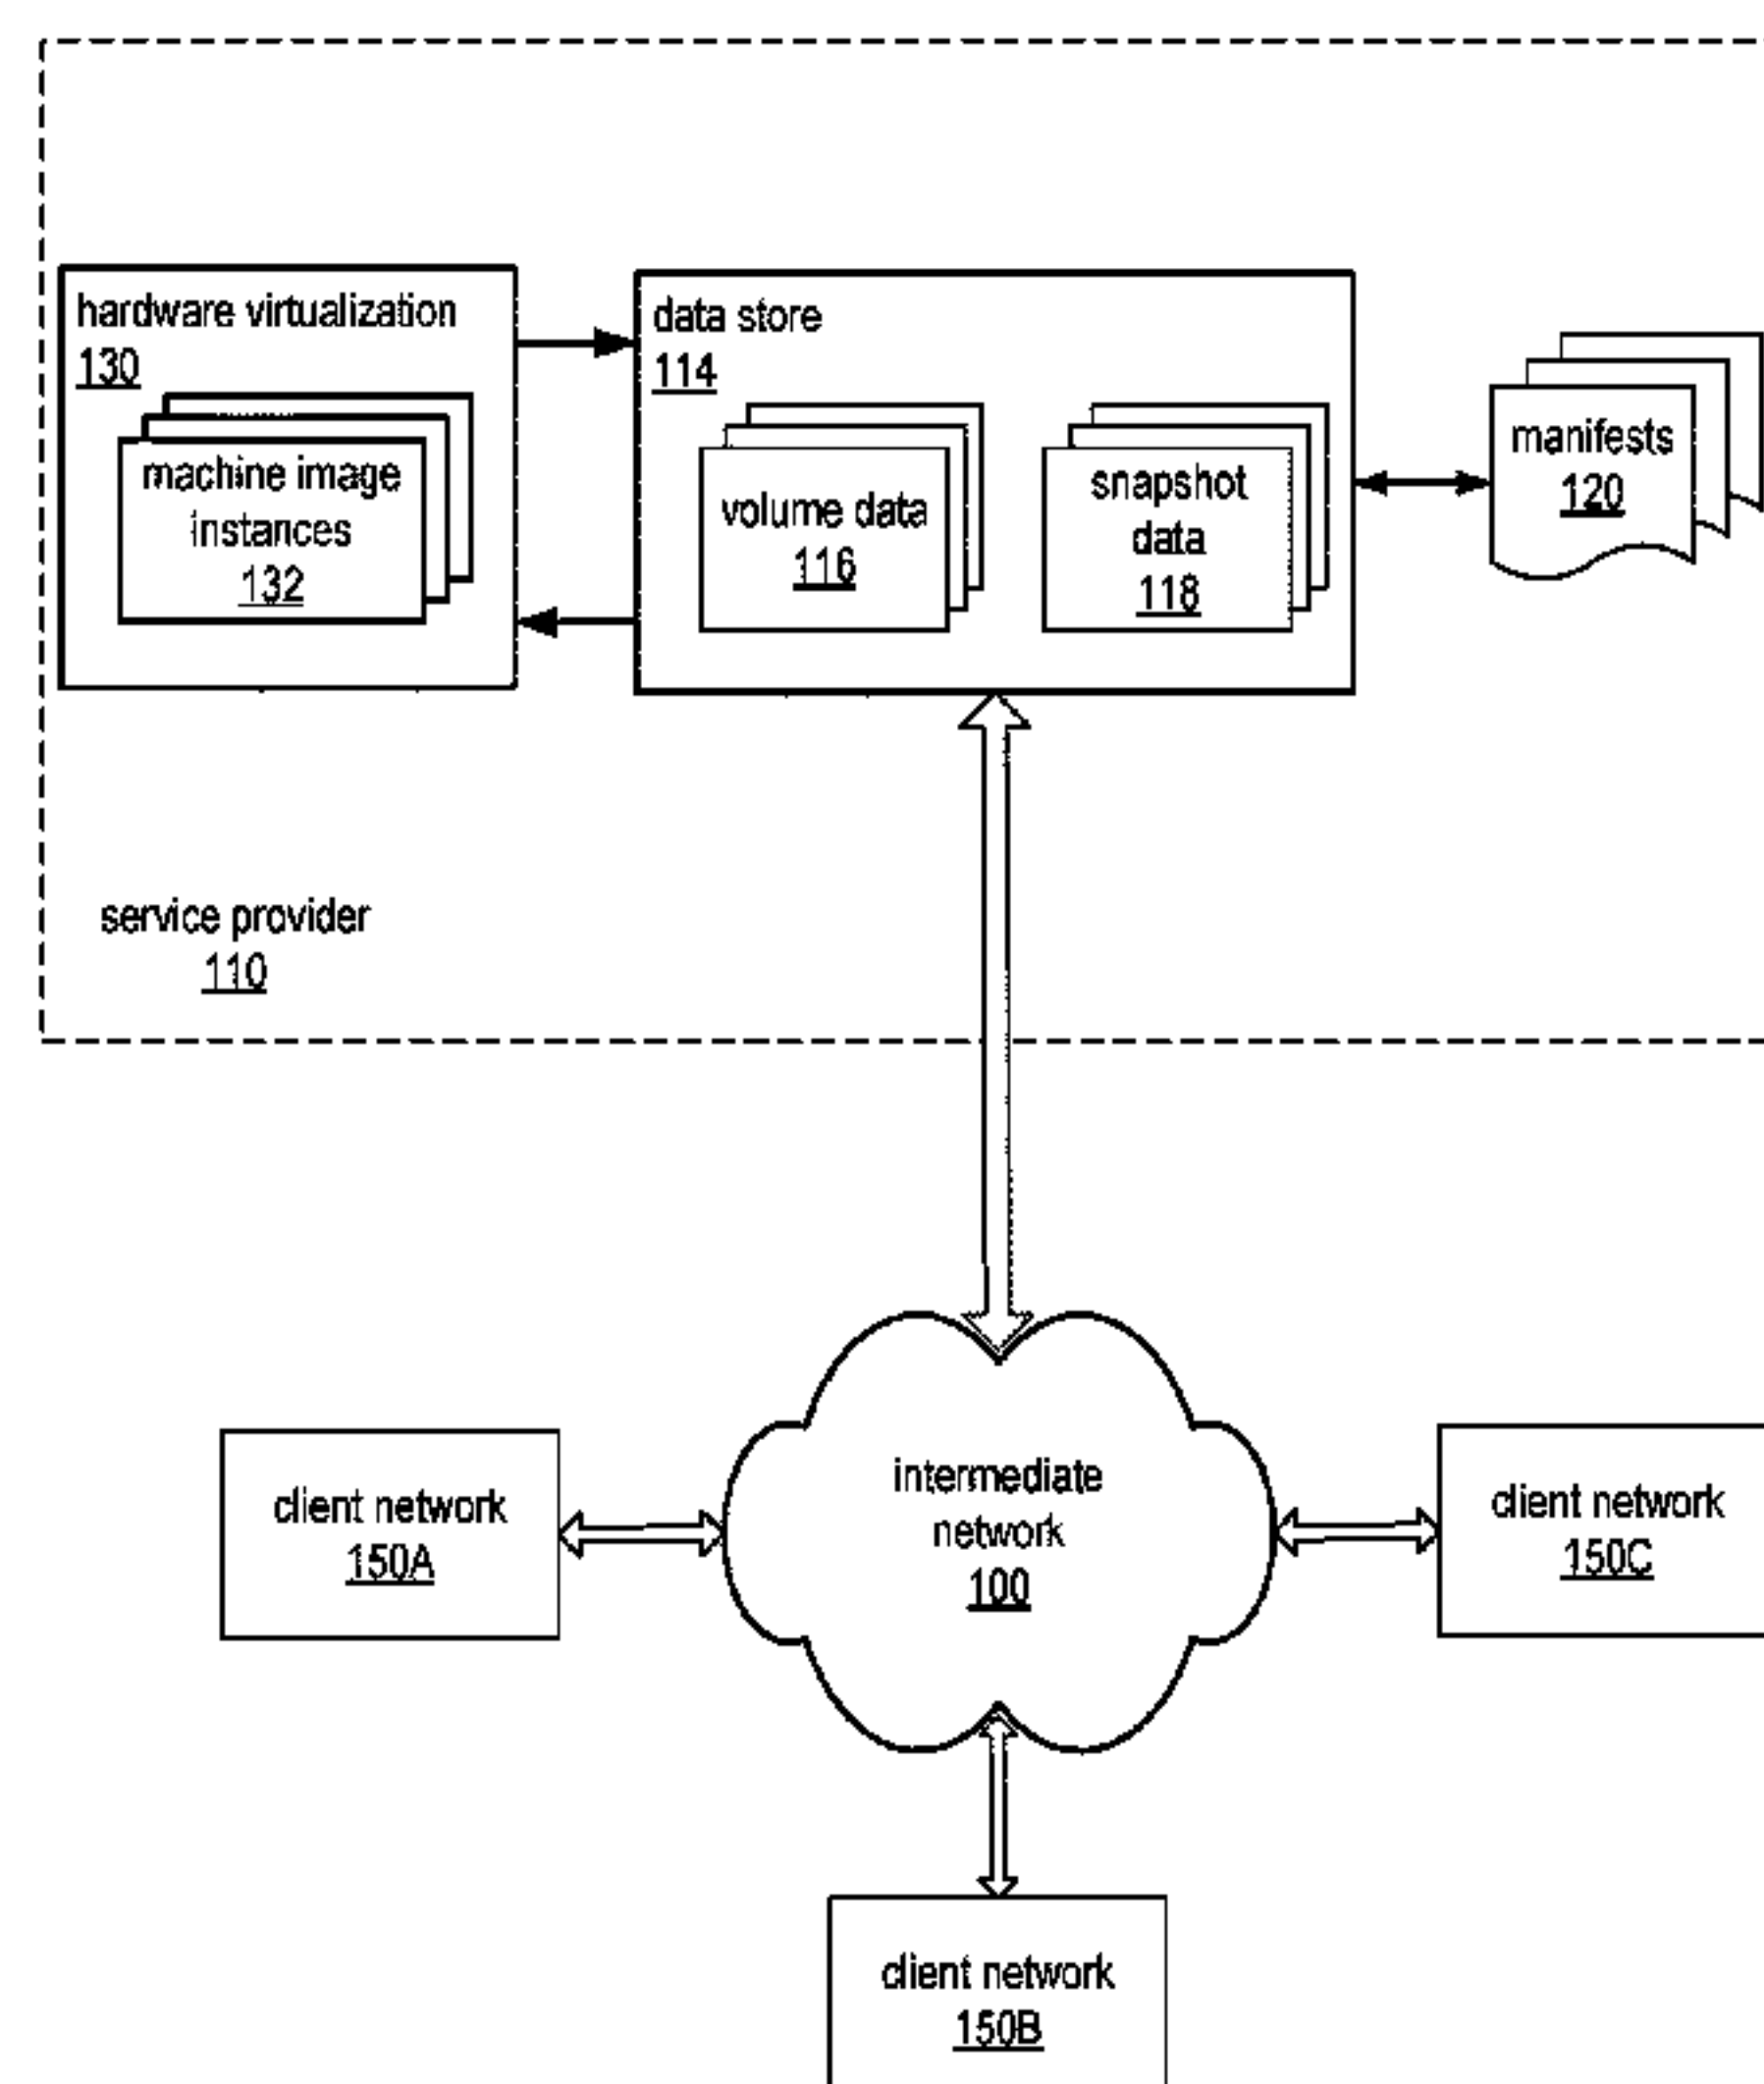 hardware virtualization
130
machine image
instances
132
data store
114
volume data
116
snapshot
data
118
manifests
120
service provider
110
intermediate
network
100
client network
150A
client network
150C
client network
150B